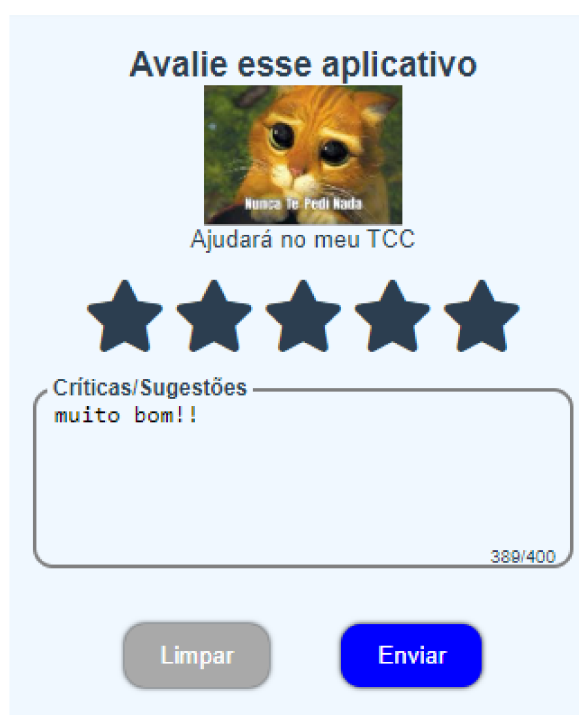 Avalie esse aplicativo
Nunca Te Pedi Nada
Ajudará no meu TCC
Críticas/Sugestões
muito bom!!
389/400
Limpar
Enviar